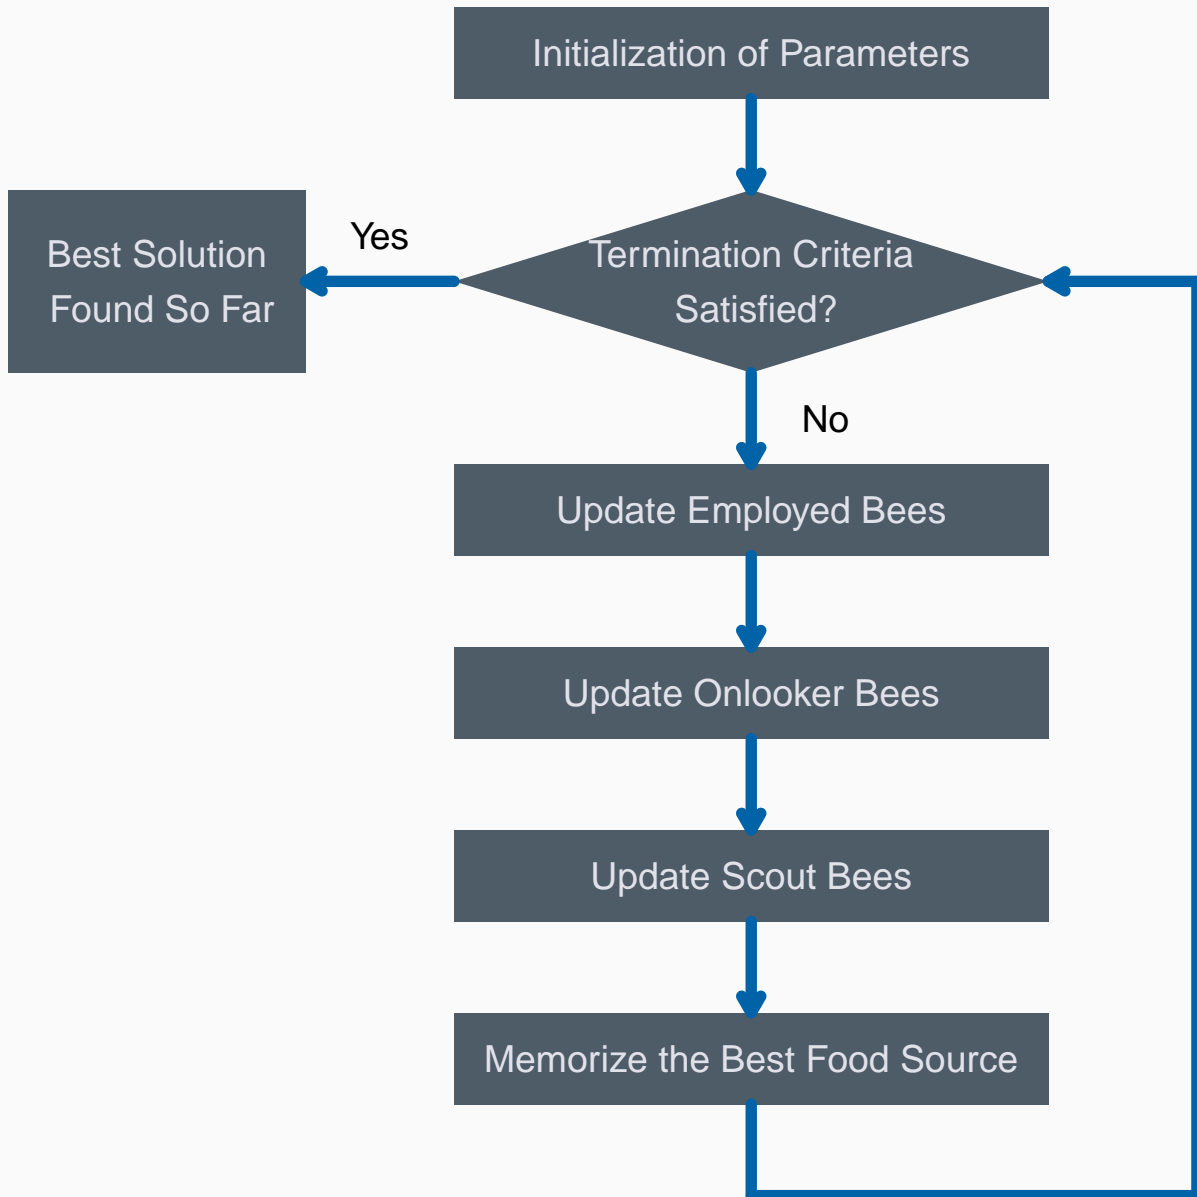 Initialization of Parameters
Best Solution
Found So Far
Yes
Termination Criteria
Satisfied?
No
Update Employed Bees
Update Onlooker Bees
Update Scout Bees
Memorize the Best Food Source